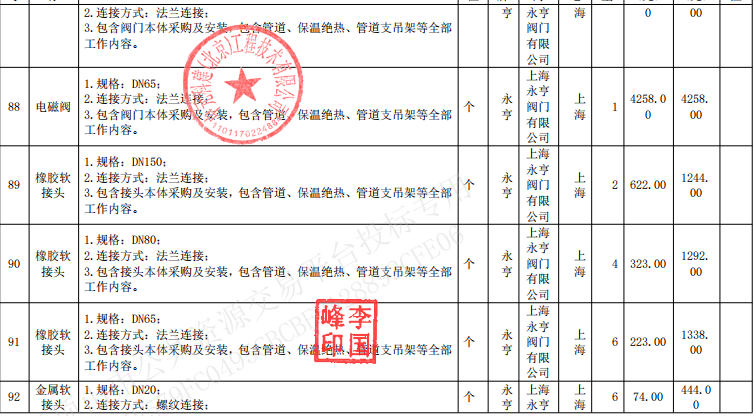 2.连接方式：法兰连接；
3.包含阀门本体采购及安装，包含管道、保温绝热、管道支吊架等全部
工作内容。
亨
永亨
阀门
有限
公司
海
0
00
88
电磁阀
1.规格：DN65；
2.连接方式：法兰连接；
3.包含阀门本体采购及安装，包含管道、保温绝热、管道支吊架等全部
工作内容。
个
永
亨
上海
永亨
阀门
有限
公司
上
海
1
4258.0
0
4258.
00
89
橡胶软
接头
1.规格：DN150；
2.连接方式：法兰连接；
3.包含接头本体采购及安装，包含管道、保温绝热、管道支吊架等全部
工作内容。
个
永
亨
上海
永亨
阀门
有限
公司
上
海
2
622.00
1244.
00
90
橡胶软
接头
1.规格：DN80；
2.连接方式：法兰连接；
3.包含接头本体采购及安装，包含管道、保温绝热、管道支吊架等全部
工作内容。
个
永
亨
上海
永亨
阀门
有限
公司
上
海
4
323.00
1292.
00
91
橡胶软
接头
1.规格：DN65；
2.连接方式：法兰连接；
3.包含接头本体采购及安装，包含管道、保温绝热、管道支吊架等全部
工作内容。
个
永
亨
上海
永亨
阀门
有限
公司
上
海
6
223.00
1338.
00
92
金属软
接头
1.规格：DN20；
2.连接方式：螺纹连接；
个
永
亨
上海
永亨
上
海
6
74.00
444.0
0
建(北京)工程技术有限公司
李国
峰印